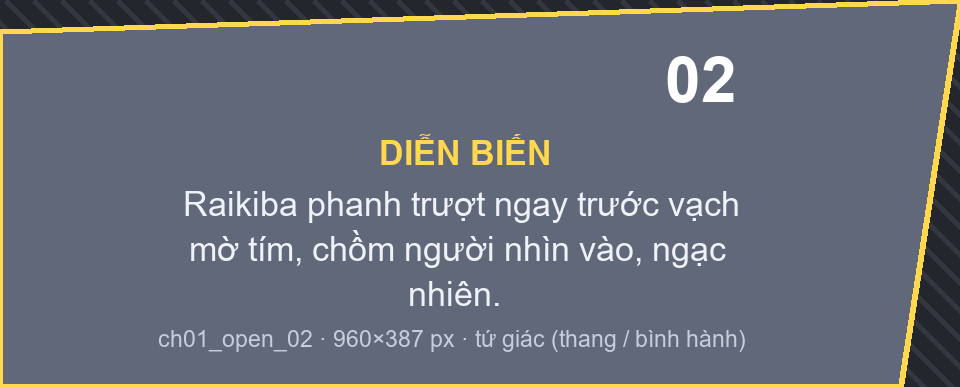 02
DIỄN BIẾN
Raikiba phanh trượt ngay trước vạch
mờ tím, chồm người nhìn vào, ngạc
nhiên.
ch01_open_02 · 960×387 px · tứ giác (thang / bình hành)